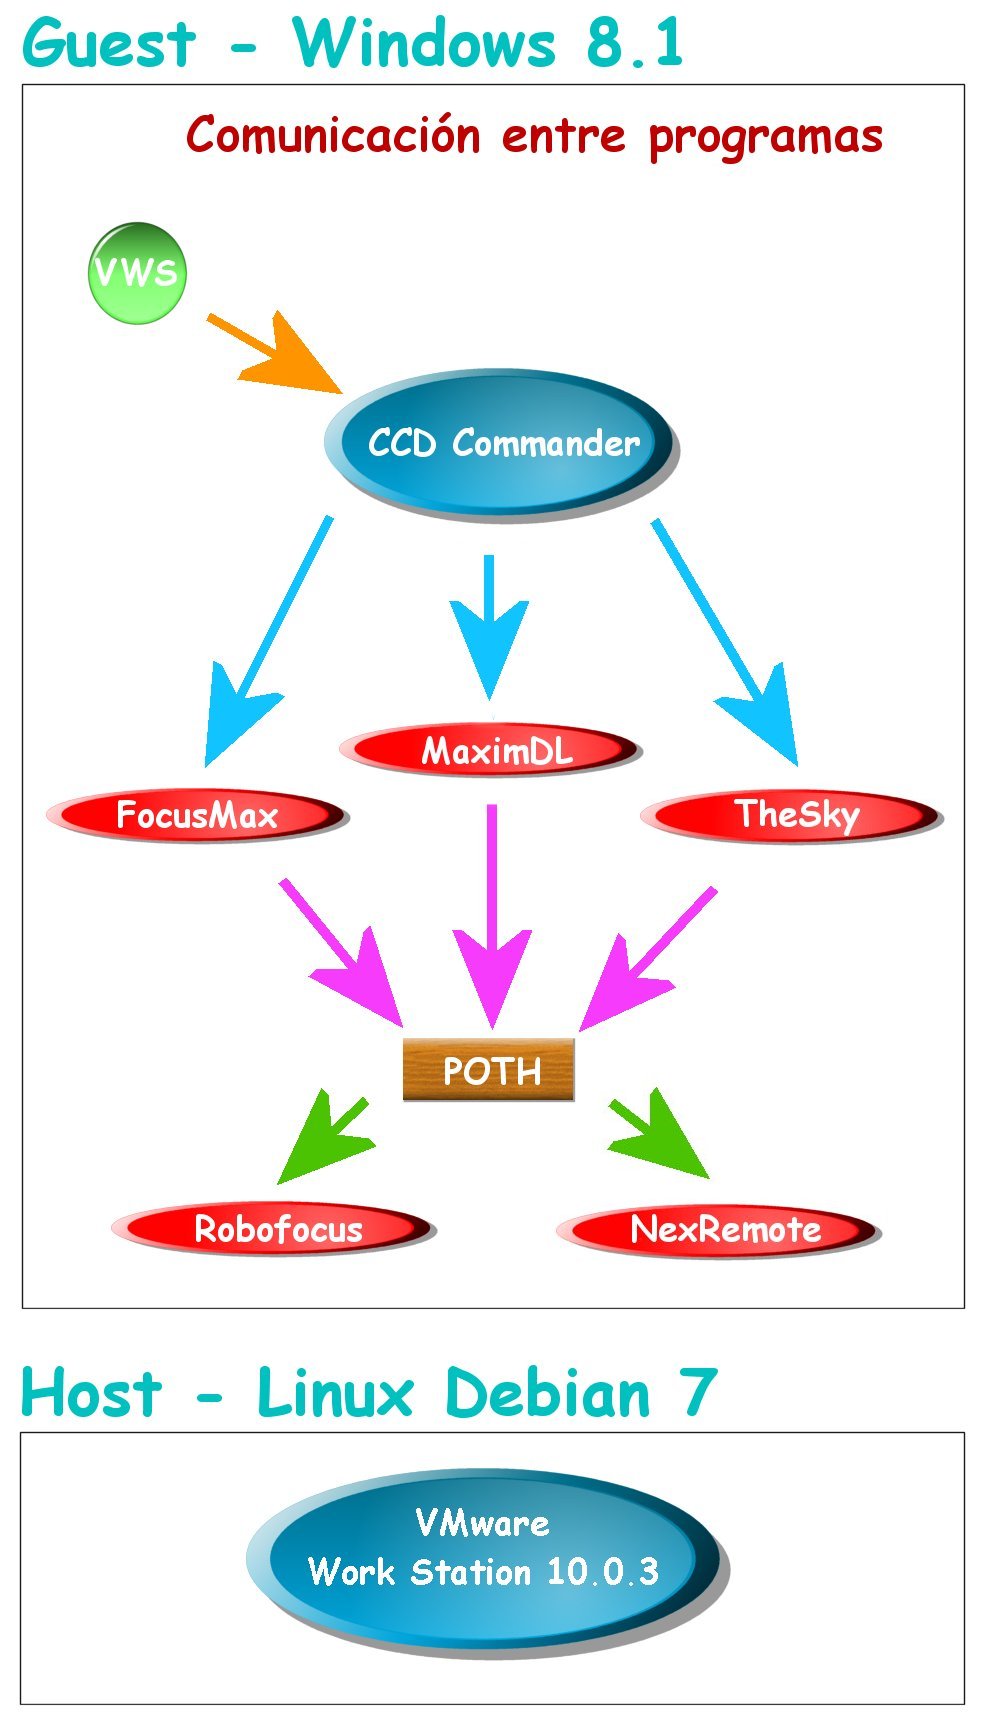 Guest - Windows 8.1
Comunicación entre programas
VWS
CCD Commander
MaximDL
FocusMax
TheSky
POTH
Robofocus
NexRemote
Host - Linux Debian 7
VMware
Work Station 10.0.3